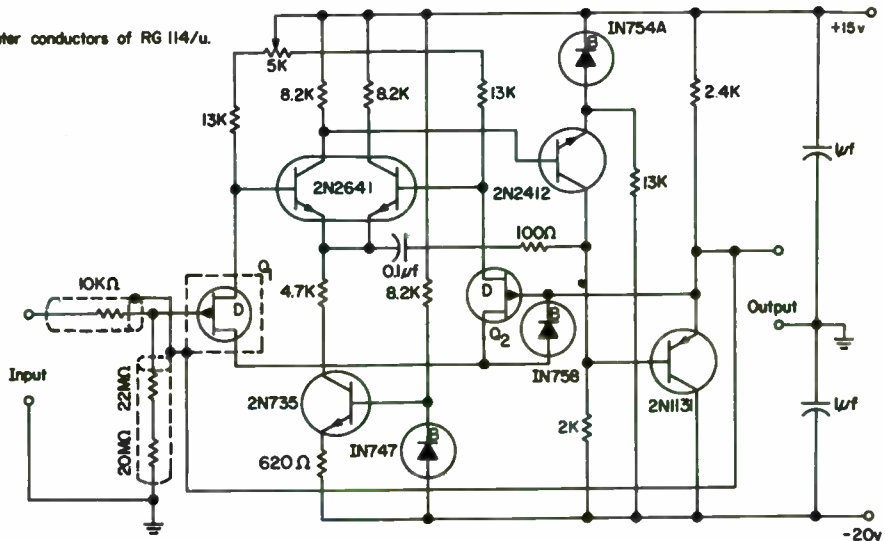 ter conductors of RG 114/u.
IN754A
+15v
5K
8.2K
8.2K
13K
2.4K
13K
1μf
2N2641
2N2412
13K
Q1
100Ω
10KΩ
4.7K
0.1μf
8.2K
D
D
Q2
Output
Input
22MΩ
IN758
2N735
IN747
2N1131
1μf
20MΩ
620Ω
2K
-20v
B
B
B